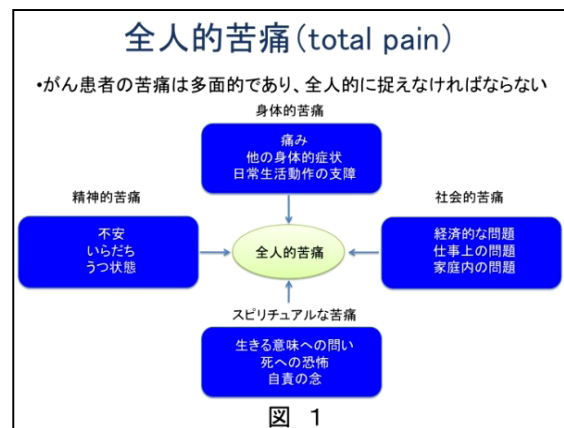 全人的苦痛(total pain)
•がん患者の苦痛は多面的であり、全人的に捉えなければならない
身体的苦痛
痛み
他の身体的症状
日常生活動作の支障
精神的苦痛
不安
いらだち
うつ状態
全人的苦痛
社会的苦痛
経済的な問題
仕事上の問題
家庭内の問題
スピリチュアルな苦痛
生きる意味への問い
死への恐怖
自責の念
図 1